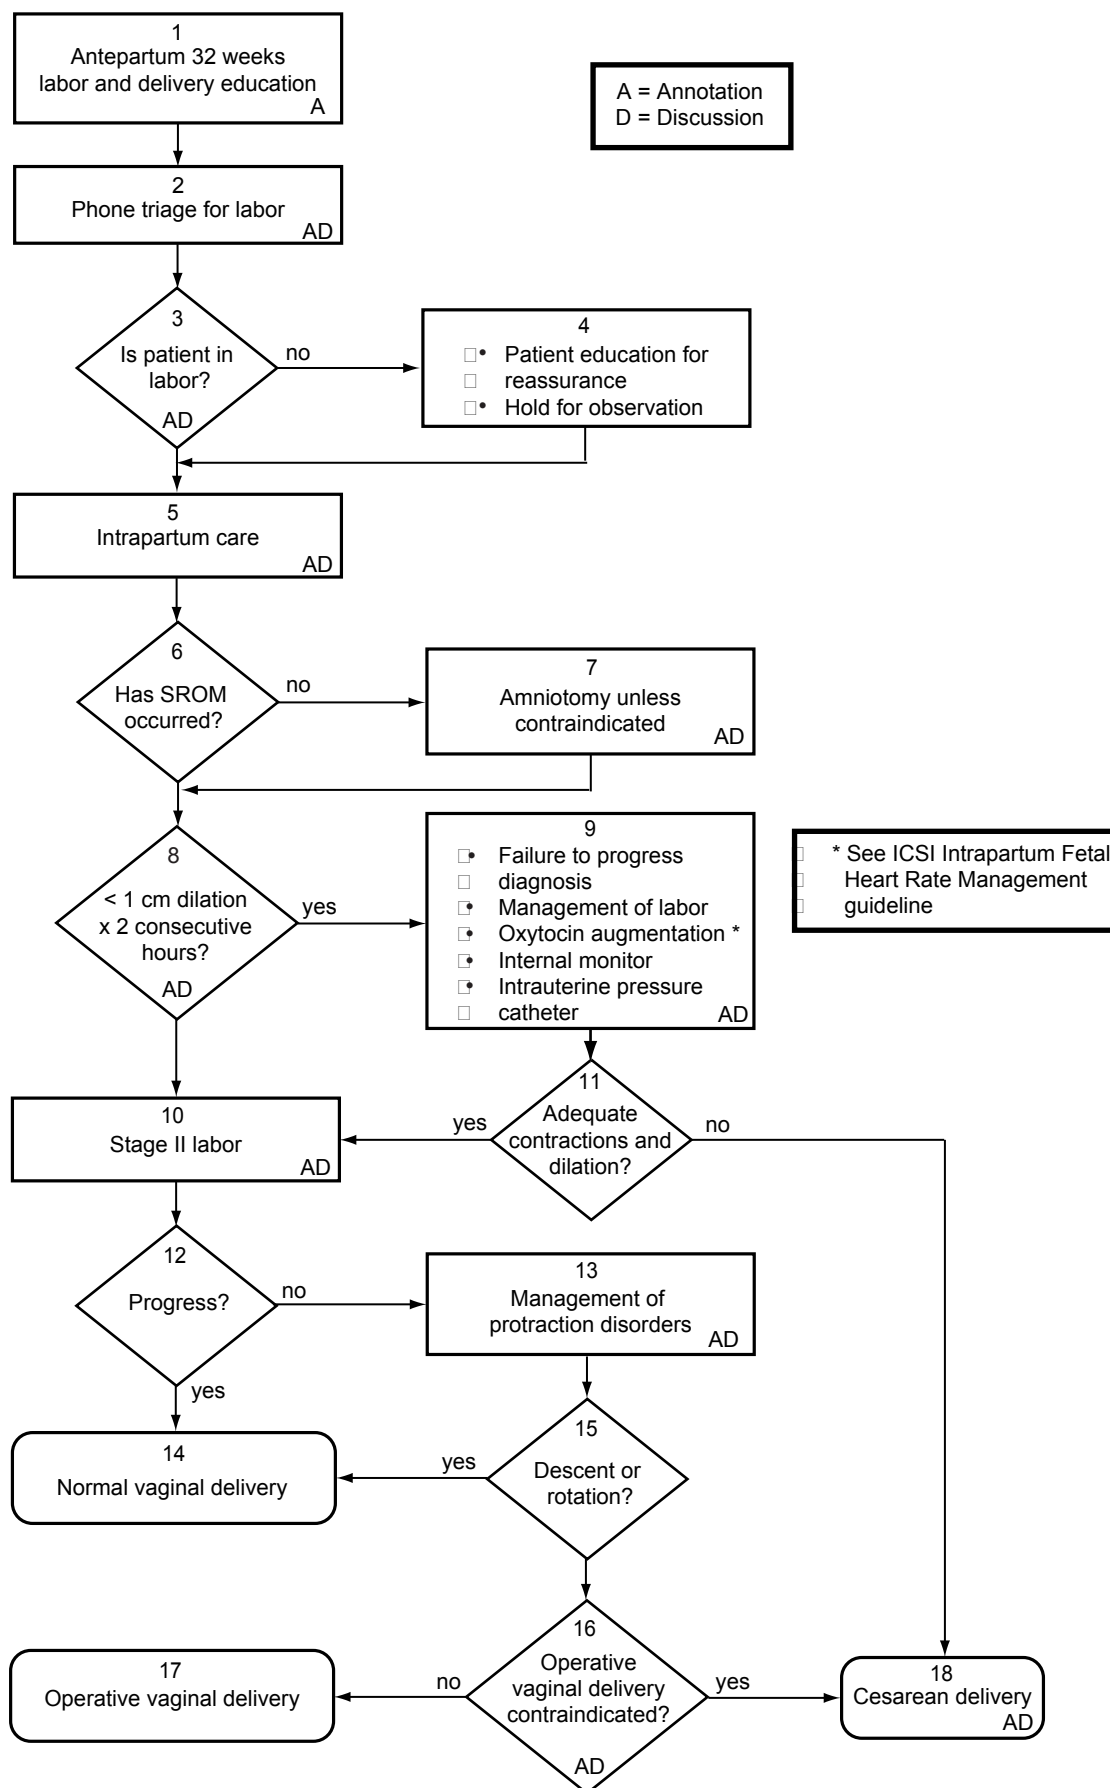 1
Antepartum 32 weeks
labor and delivery education
A
A = Annotation
D = Discussion
2
Phone triage for labor
AD
3
Is patient in
labor?
AD
no
4
• Patient education for
reassurance
• Hold for observation
5
Intrapartum care
AD
6
Has SROM
occurred?
no
7
Amniotomy unless
contraindicated
AD
8
< 1 cm dilation
x 2 consecutive
hours?
AD
yes
9
• Failure to progress
diagnosis
• Management of labor
• Oxytocin augmentation *
• Internal monitor
• Intrauterine pressure
catheter
AD
* See ICSI Intrapartum Fetal
Heart Rate Management
guideline
10
Stage II labor
AD
yes
11
Adequate
contractions and
dilation?
no
12
Progress?
no
yes
13
Management of
protraction disorders
AD
14
Normal vaginal delivery
yes
15
Descent or
rotation?
16
Operative
vaginal delivery
contraindicated?
AD
no
yes
17
Operative vaginal delivery
18
Cesarean delivery
AD